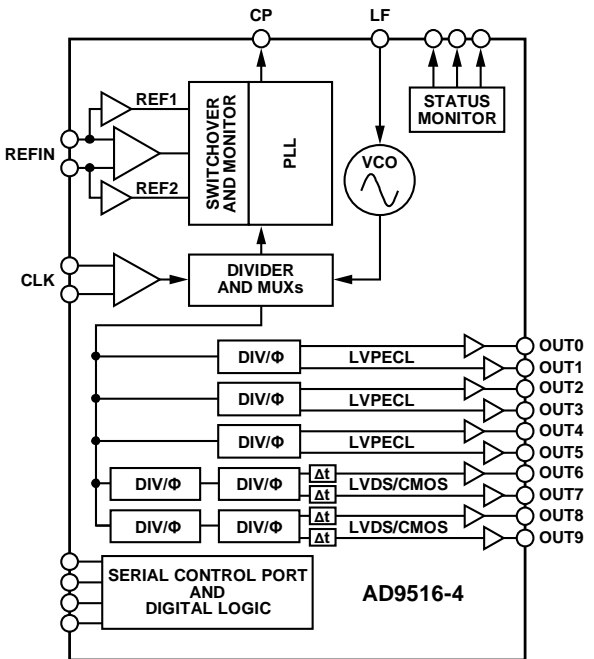 CP
LF
REF1
REFIN
REF2
SWITCHOVER
AND MONITOR
PLL
STATUS
MONITOR
VCO
CLK
DIVIDER
AND MUXs
DIV/Φ
LVPECL
OUT0
OUT1
DIV/Φ
LVPECL
OUT2
OUT3
DIV/Φ
LVPECL
OUT4
OUT5
DIV/Φ
DIV/Φ
Δt
Δt
LVDS/CMOS
OUT6
OUT7
DIV/Φ
DIV/Φ
Δt
Δt
LVDS/CMOS
OUT8
OUT9
SERIAL CONTROL PORT
AND
DIGITAL LOGIC
AD9516-4